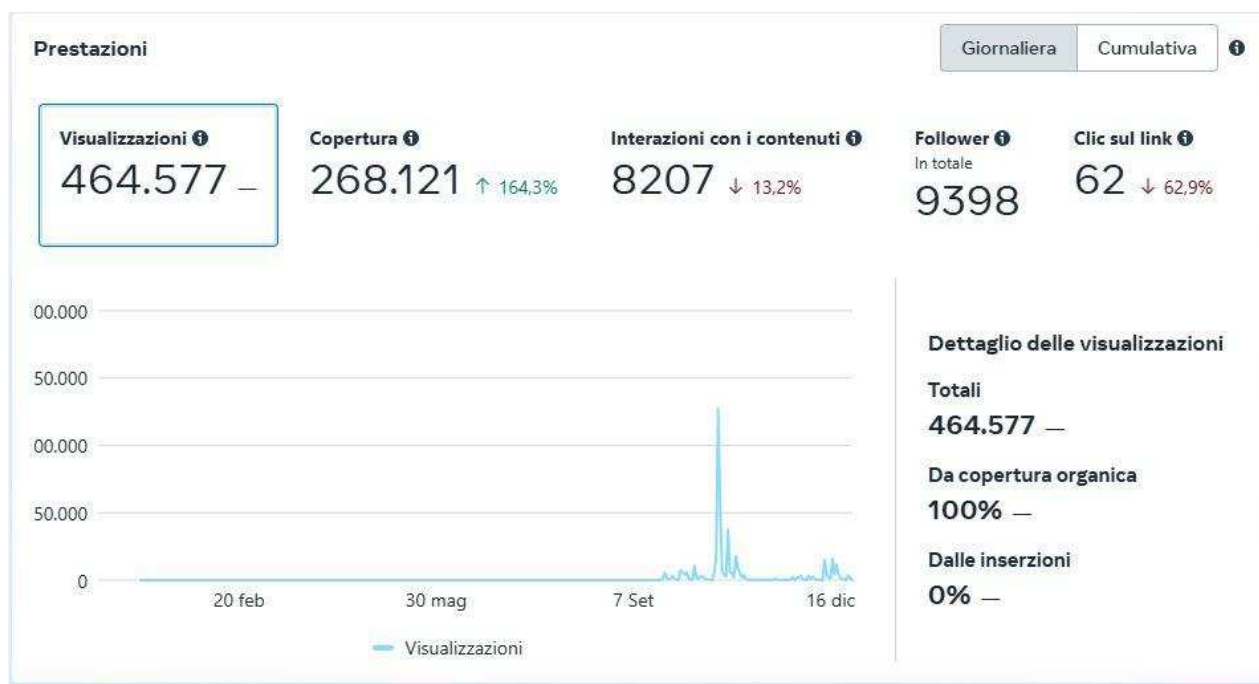 Prestazioni
Giornaliera
Cumulativa
Visualizzazioni
464.577 —
Copertura
268.121 ↑ 164,3%
Interazioni con i contenuti
8207 ↓ 13,2%
Follower
In totale
9398
Clic sul link
62 ↓ 62,9%
00.000
50.000
00.000
50.000
0
20 feb
30 mag
7 Set
16 dic
Visualizzazioni
Dettaglio delle visualizzazioni
Totali
464.577 —
Da copertura organica
100% —
Dalle inserzioni
0% —